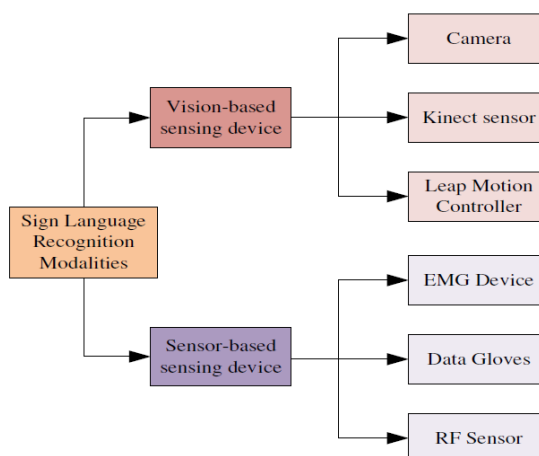 Camera
Vision-based
sensing device
Kinect sensor
Leap Motion
Controller
Sign Language
Recognition
Modalities
EMG Device
Sensor-based
sensing device
Data Gloves
RF Sensor